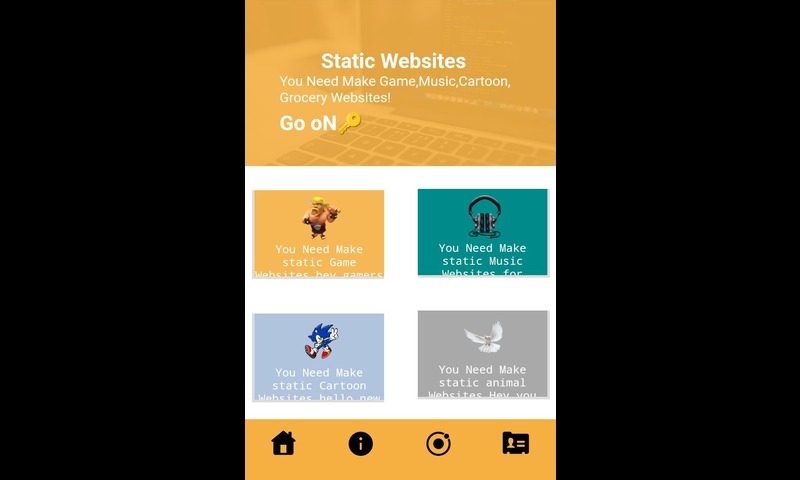 Static Websites
You Need Make Game,Music,Cartoon,
Grocery Websites!
Go oN🔑
You Need Make
static Game
Websites hey gamers
You Need Make
static Music
Websites for
You Need Make
static Cartoon
Websites hello new
You Need Make
static animal
Websites Hey you